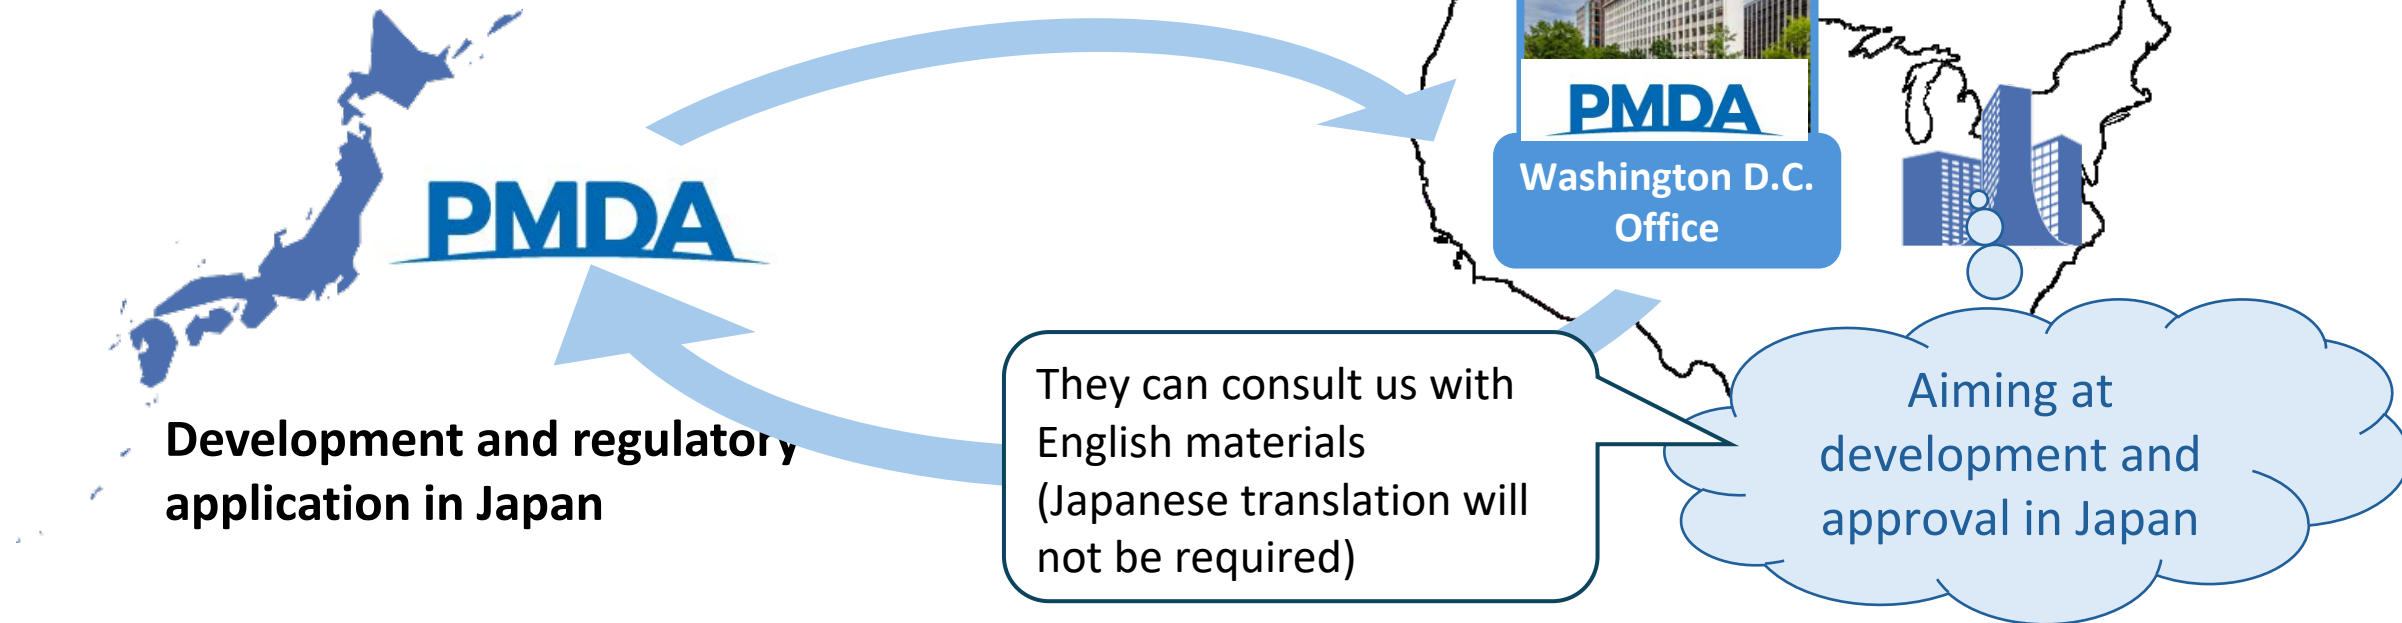 PMDA
Washington D.C.
Office
PMDA
Development and regulatory
application in Japan
They can consult us with
English materials
(Japanese translation will
not be required)
Aiming at
development and
approval in Japan